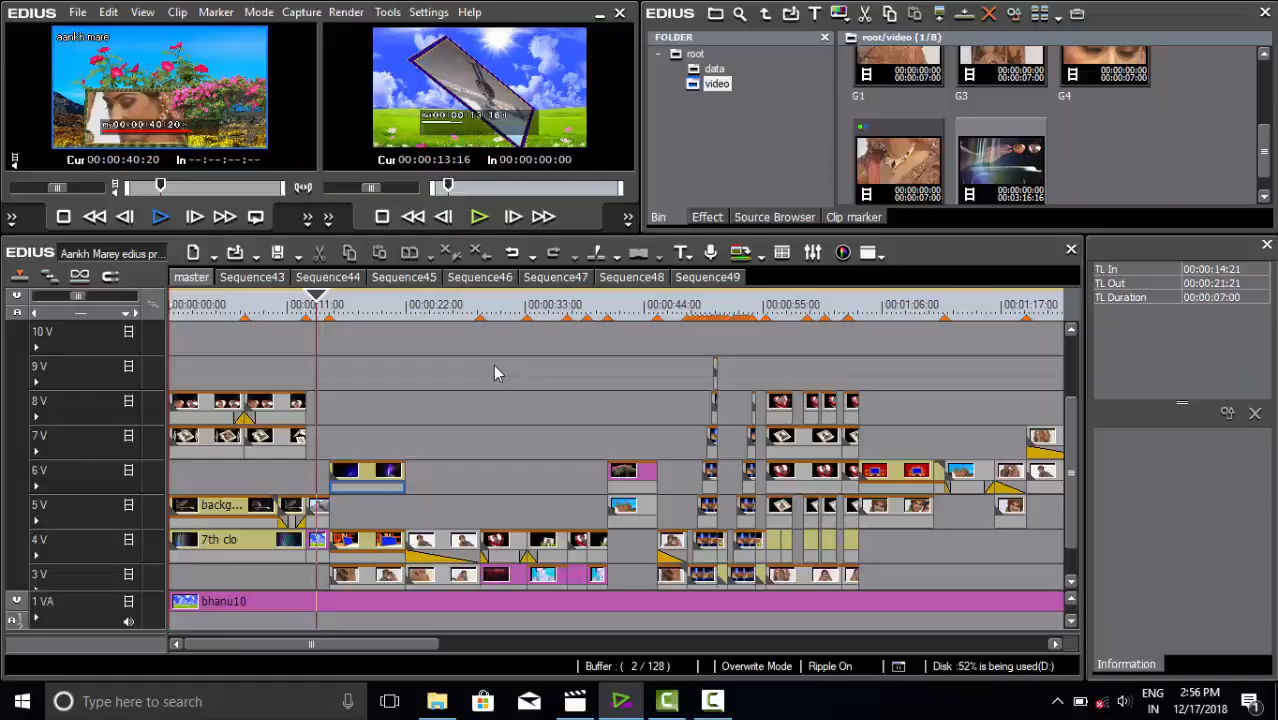 EDIUS File Edit View Clip Marker Mode Capture Render Tools Settings Help
EDIUS
aankh mare
00:00:40:20
Cur 00:00:40:20 In --:--:--:--
00:00:13:16
Cur 00:00:13:16 In 00:00:00:00
FOLDER
root
data
video
root/video (1/8)
00:00:00:00
00:00:07:00
00:00:00:00
00:00:07:00
00:00:00:00
00:00:07:00
G1
G3
G4
00:00:00:00
00:00:07:00
00:00:00:00
00:03:16:16
Bin Effect Source Browser Clip marker
EDIUS Aankh Marey edius pr...
master Sequence43 Sequence44 Sequence45 Sequence46 Sequence47 Sequence48 Sequence49
00:00:00:00 00:00:11:00 00:00:22:00 00:00:33:00 00:00:44:00 00:00:55:00 00:01:06:00 00:01:17:00
10 V
9 V
8 V
7 V
6 V
5 V
backg...
4 V
7th clo
3 V
1 VA
bhanu10
TL In 00:00:14:21
TL Out 00:00:21:21
TL Duration 00:00:07:00
Information
Buffer : ( 2 / 128 ) Overwrite Mode Ripple On Disk :52% is being used(D:)
Type here to search
ENG
IN
2:56 PM
12/17/2018
1